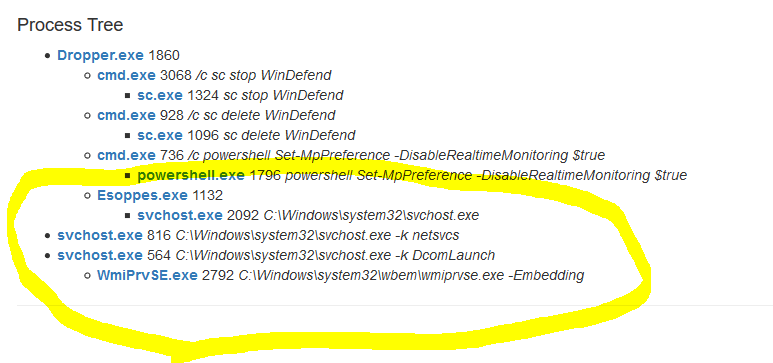 Process Tree
Dropper.exe 1860
cmd.exe 3068 /c sc stop WinDefend
sc.exe 1324 sc stop WinDefend
cmd.exe 928 /c sc delete WinDefend
sc.exe 1096 sc delete WinDefend
cmd.exe 736 /c powershell Set-MpPreference -DisableRealtimeMonitoring $true
powershell.exe 1796 powershell Set-MpPreference -DisableRealtimeMonitoring $true
Esoppes.exe 1132
svchost.exe 2092 C:\Windows\system32\svchost.exe
svchost.exe 816 C:\Windows\system32\svchost.exe -k netsvcs
svchost.exe 564 C:\Windows\system32\svchost.exe -k DcomLaunch
WmiPrvSE.exe 2792 C:\Windows\system32\wbem\wmiprvse.exe -Embedding